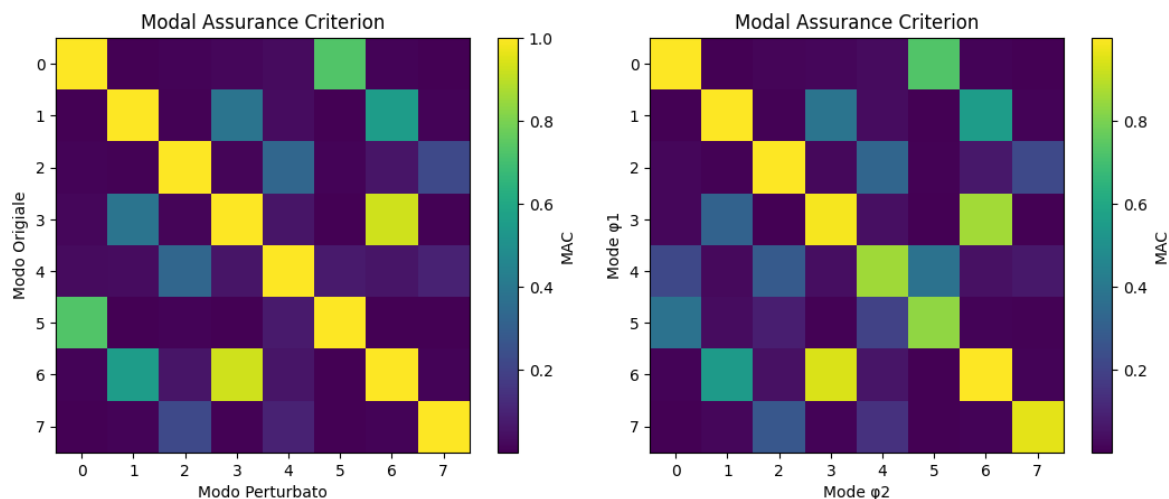 Modal Assurance Criterion
Modo Origiale
0
1
2
3
4
5
6
7
0 1 2 3 4 5 6 7
Modo Perturbato
1.0
0.8
0.6
0.4
0.2
MAC
Modal Assurance Criterion
Mode φ1
0
1
2
3
4
5
6
7
0 1 2 3 4 5 6 7
Mode φ2
0.8
0.6
0.4
0.2
MAC